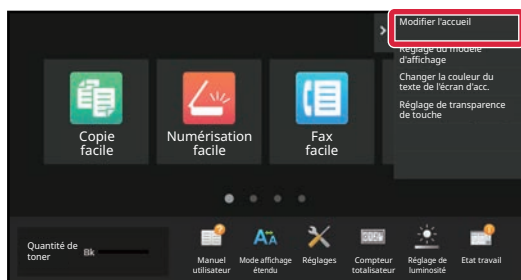 Modifier l'accueil
Réglage du modèle
d'affichage
Changer la couleur du
texte de l'écran d'acc.
Réglage de transparence
de touche
Copie
facile
Numérisation
facile
Fax
facile
Quantité de
toner
Bk
Manuel
utilisateur
Mode affichage
étendu
Réglages
Compteur
totalisateur
Réglage de
luminosité
Etat travail